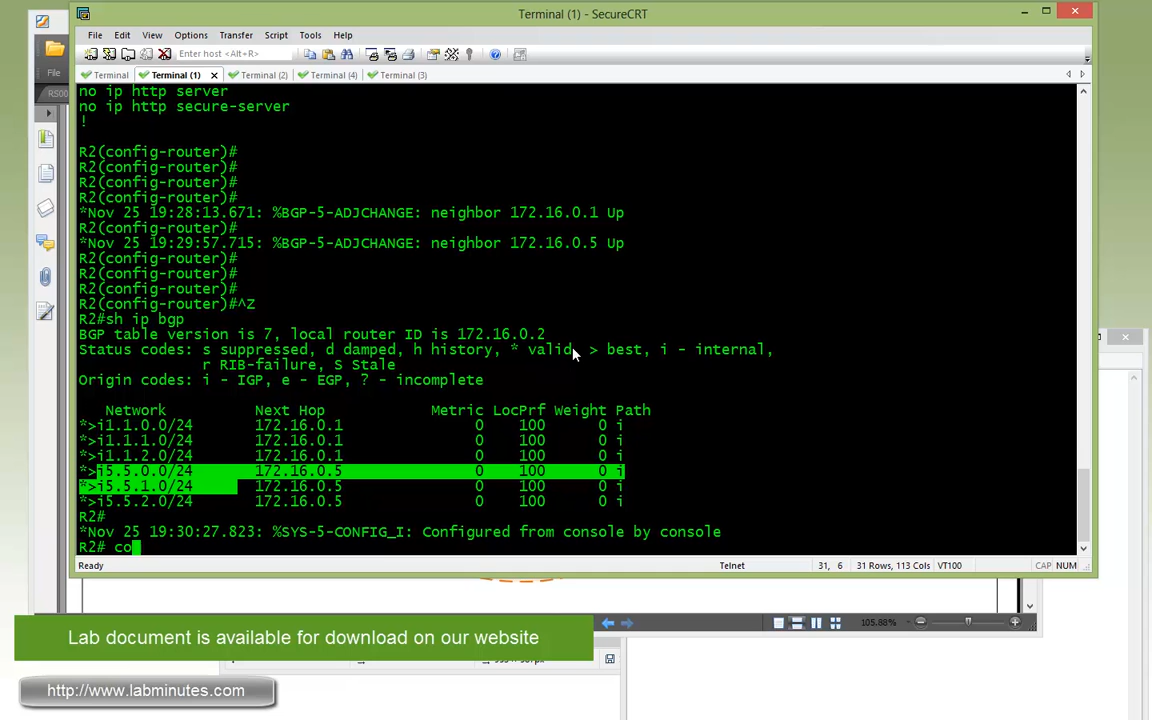 Terminal (1) - SecureCRT
File Edit View Options Transfer Script Tools Help
Enter host <Alt+R>
File
Terminal Terminal (1) Terminal (2) Terminal (4) Terminal (3)
RS00
no ip http server
no ip http secure-server
!
R2(config-router)#
R2(config-router)#
R2(config-router)#
R2(config-router)#
*Nov 25 19:28:13.671: %BGP-5-ADJCHANGE: neighbor 172.16.0.1 Up
R2(config-router)#
*Nov 25 19:29:57.715: %BGP-5-ADJCHANGE: neighbor 172.16.0.5 Up
R2(config-router)#
R2(config-router)#
R2(config-router)#
R2(config-router)#^Z
R2#sh ip bgp
BGP table version is 7, local router ID is 172.16.0.2
Status codes: s suppressed, d damped, h history, * valid, > best, i - internal,
r RIB-failure, S Stale
Origin codes: i - IGP, e - EGP, ? - incomplete
Network Next Hop Metric LocPrf Weight Path
*>i1.1.0.0/24 172.16.0.1 0 100 0 i
*>i1.1.1.0/24 172.16.0.1 0 100 0 i
*>i1.1.2.0/24 172.16.0.1 0 100 0 i
*>i5.5.0.0/24 172.16.0.5 0 100 0 i
*>i5.5.1.0/24 172.16.0.5 0 100 0 i
*>i5.5.2.0/24 172.16.0.5 0 100 0 i
R2#
*Nov 25 19:30:27.823: %SYS-5-CONFIG_I: Configured from console by console
R2# co
Ready Telnet 31, 6 31 Rows, 113 Cols VT100 CAP NUM
105.88%
Lab document is available for download on our website
http://www.labminutes.com